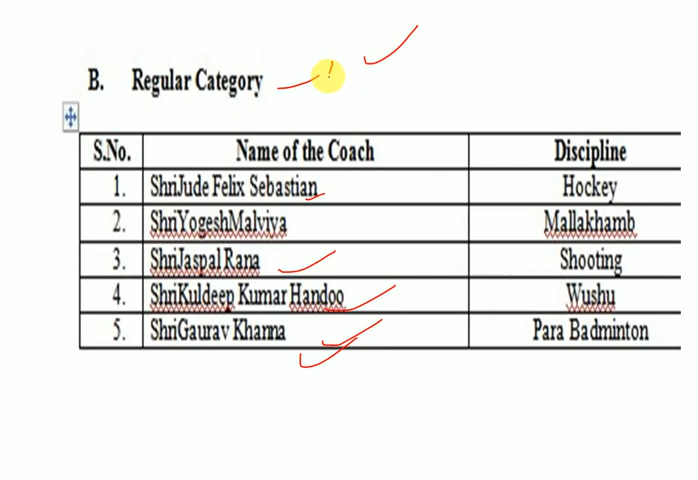 B. Regular Category
S.No. Name of the Coach Discipline
1. ShriJude Felix Sebastian Hockey
2. ShriYogeshMalviya Mallakhamb
3. ShriJaspal Rana Shooting
4. ShriKuldeep Kumar Handoo Wushu
5. ShriGaurav Khanna Para Badminton